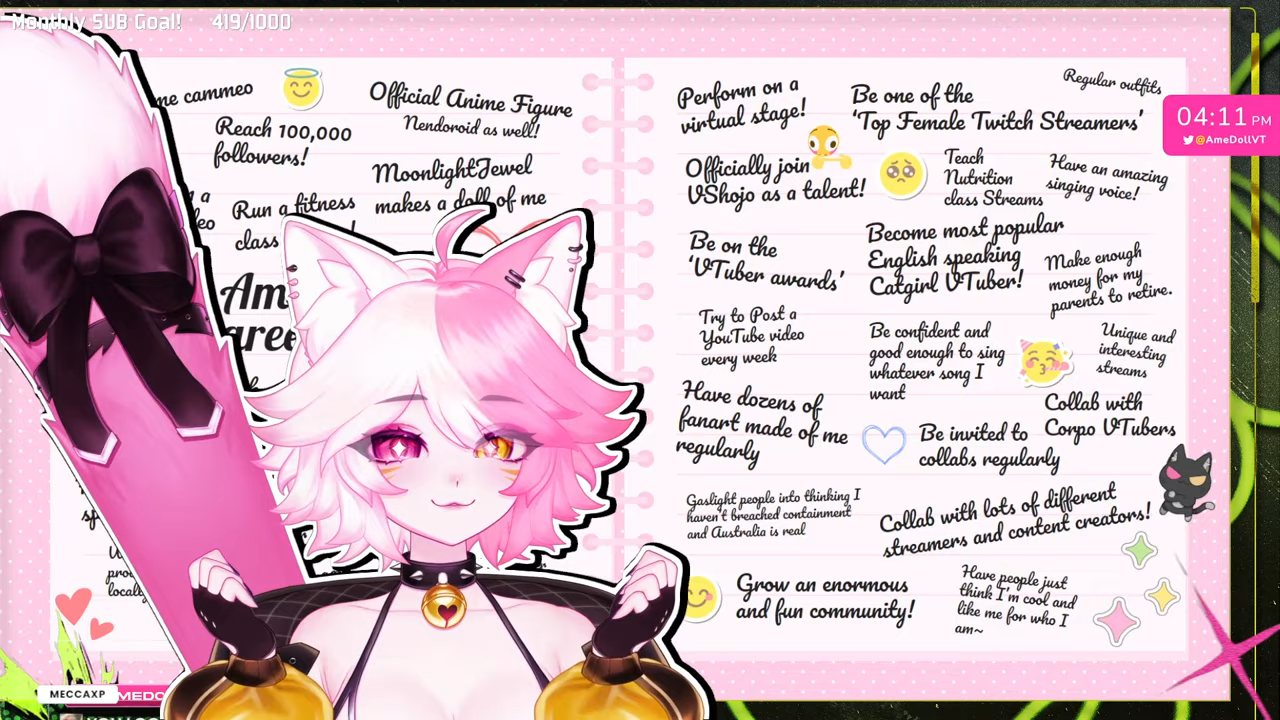 Monthly SUB Goal! 419/1000
me cammeo
Official Anime Figure
Nendoroid as well!
Reach 100,000
followers!
MoonlightJewel
makes a doll of me
Run a fitness
class
Am
aree
Perform on a
virtual stage!
Be one of the
'Top Female Twitch Streamers'
Regular outfits
04:11 PM
@AmeDollVT
Officially join
VShojo as a talent!
Teach
Nutrition
class Streams
Have an amazing
singing voice!
Be on the
'VTuber awards'
Become most popular
English speaking
Catgirl VTuber!
Make enough
money for my
parents to retire.
Try to Post a
YouTube video
every week
Be confident and
good enough to sing
whatever song I
want
Unique and
interesting
streams
Have dozens of
fanart made of me
regularly
Be invited to
collabs regularly
Collab with
Corpo VTubers
Gaslight people into thinking I
haven't breached containment
and Australia is real
Collab with lots of different
streamers and content creators!
Grow an enormous
and fun community!
Have people just
think I'm cool and
like me for who I
am~
MECCAXP